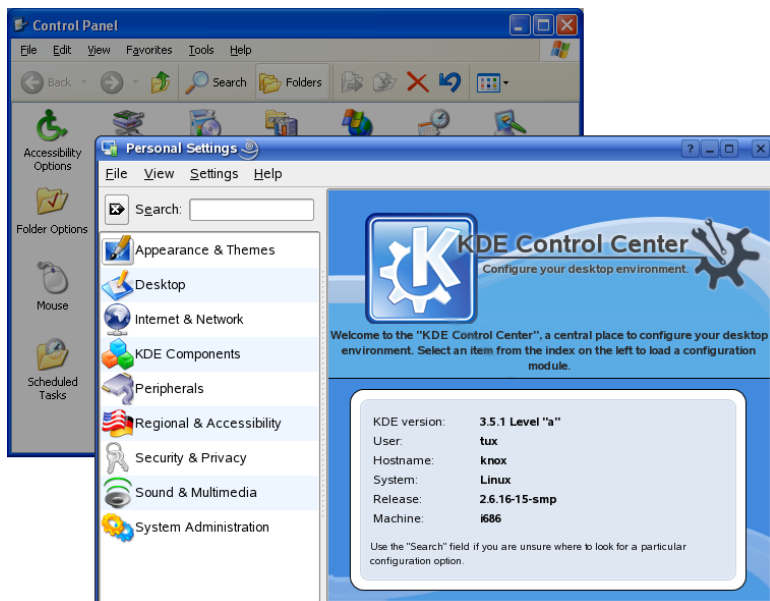 Control Panel
File Edit View Favorites Tools Help
Back Search Folders
Accessibility
Options
Folder Options
Mouse
Scheduled
Tasks
Personal Settings
File View Settings Help
Search:
Appearance & Themes
Desktop
Internet & Network
KDE Components
Peripherals
Regional & Accessibility
Security & Privacy
Sound & Multimedia
System Administration
KDE Control Center
Configure your desktop environment.
Welcome to the "KDE Control Center", a central place to configure your desktop
environment. Select an item from the index on the left to load a configuration
module.
KDE version: 3.5.1 Level "a"
User: tux
Hostname: knox
System: Linux
Release: 2.6.16-15-smp
Machine: i686
Use the "Search" field if you are unsure where to look for a particular
configuration option.